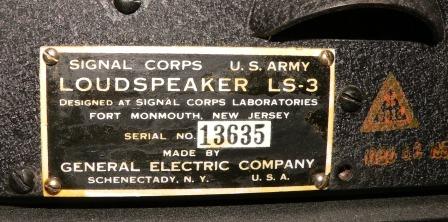 SIGNAL CORPS U.S. ARMY
LOUDSPEAKER LS-3
DESIGNED AT SIGNAL CORPS LABORATORIES
FORT MONMOUTH, NEW JERSEY
SERIAL NO. 13635
MADE BY
GENERAL ELECTRIC COMPANY
SCHENECTADY, N.Y. U.S.A.